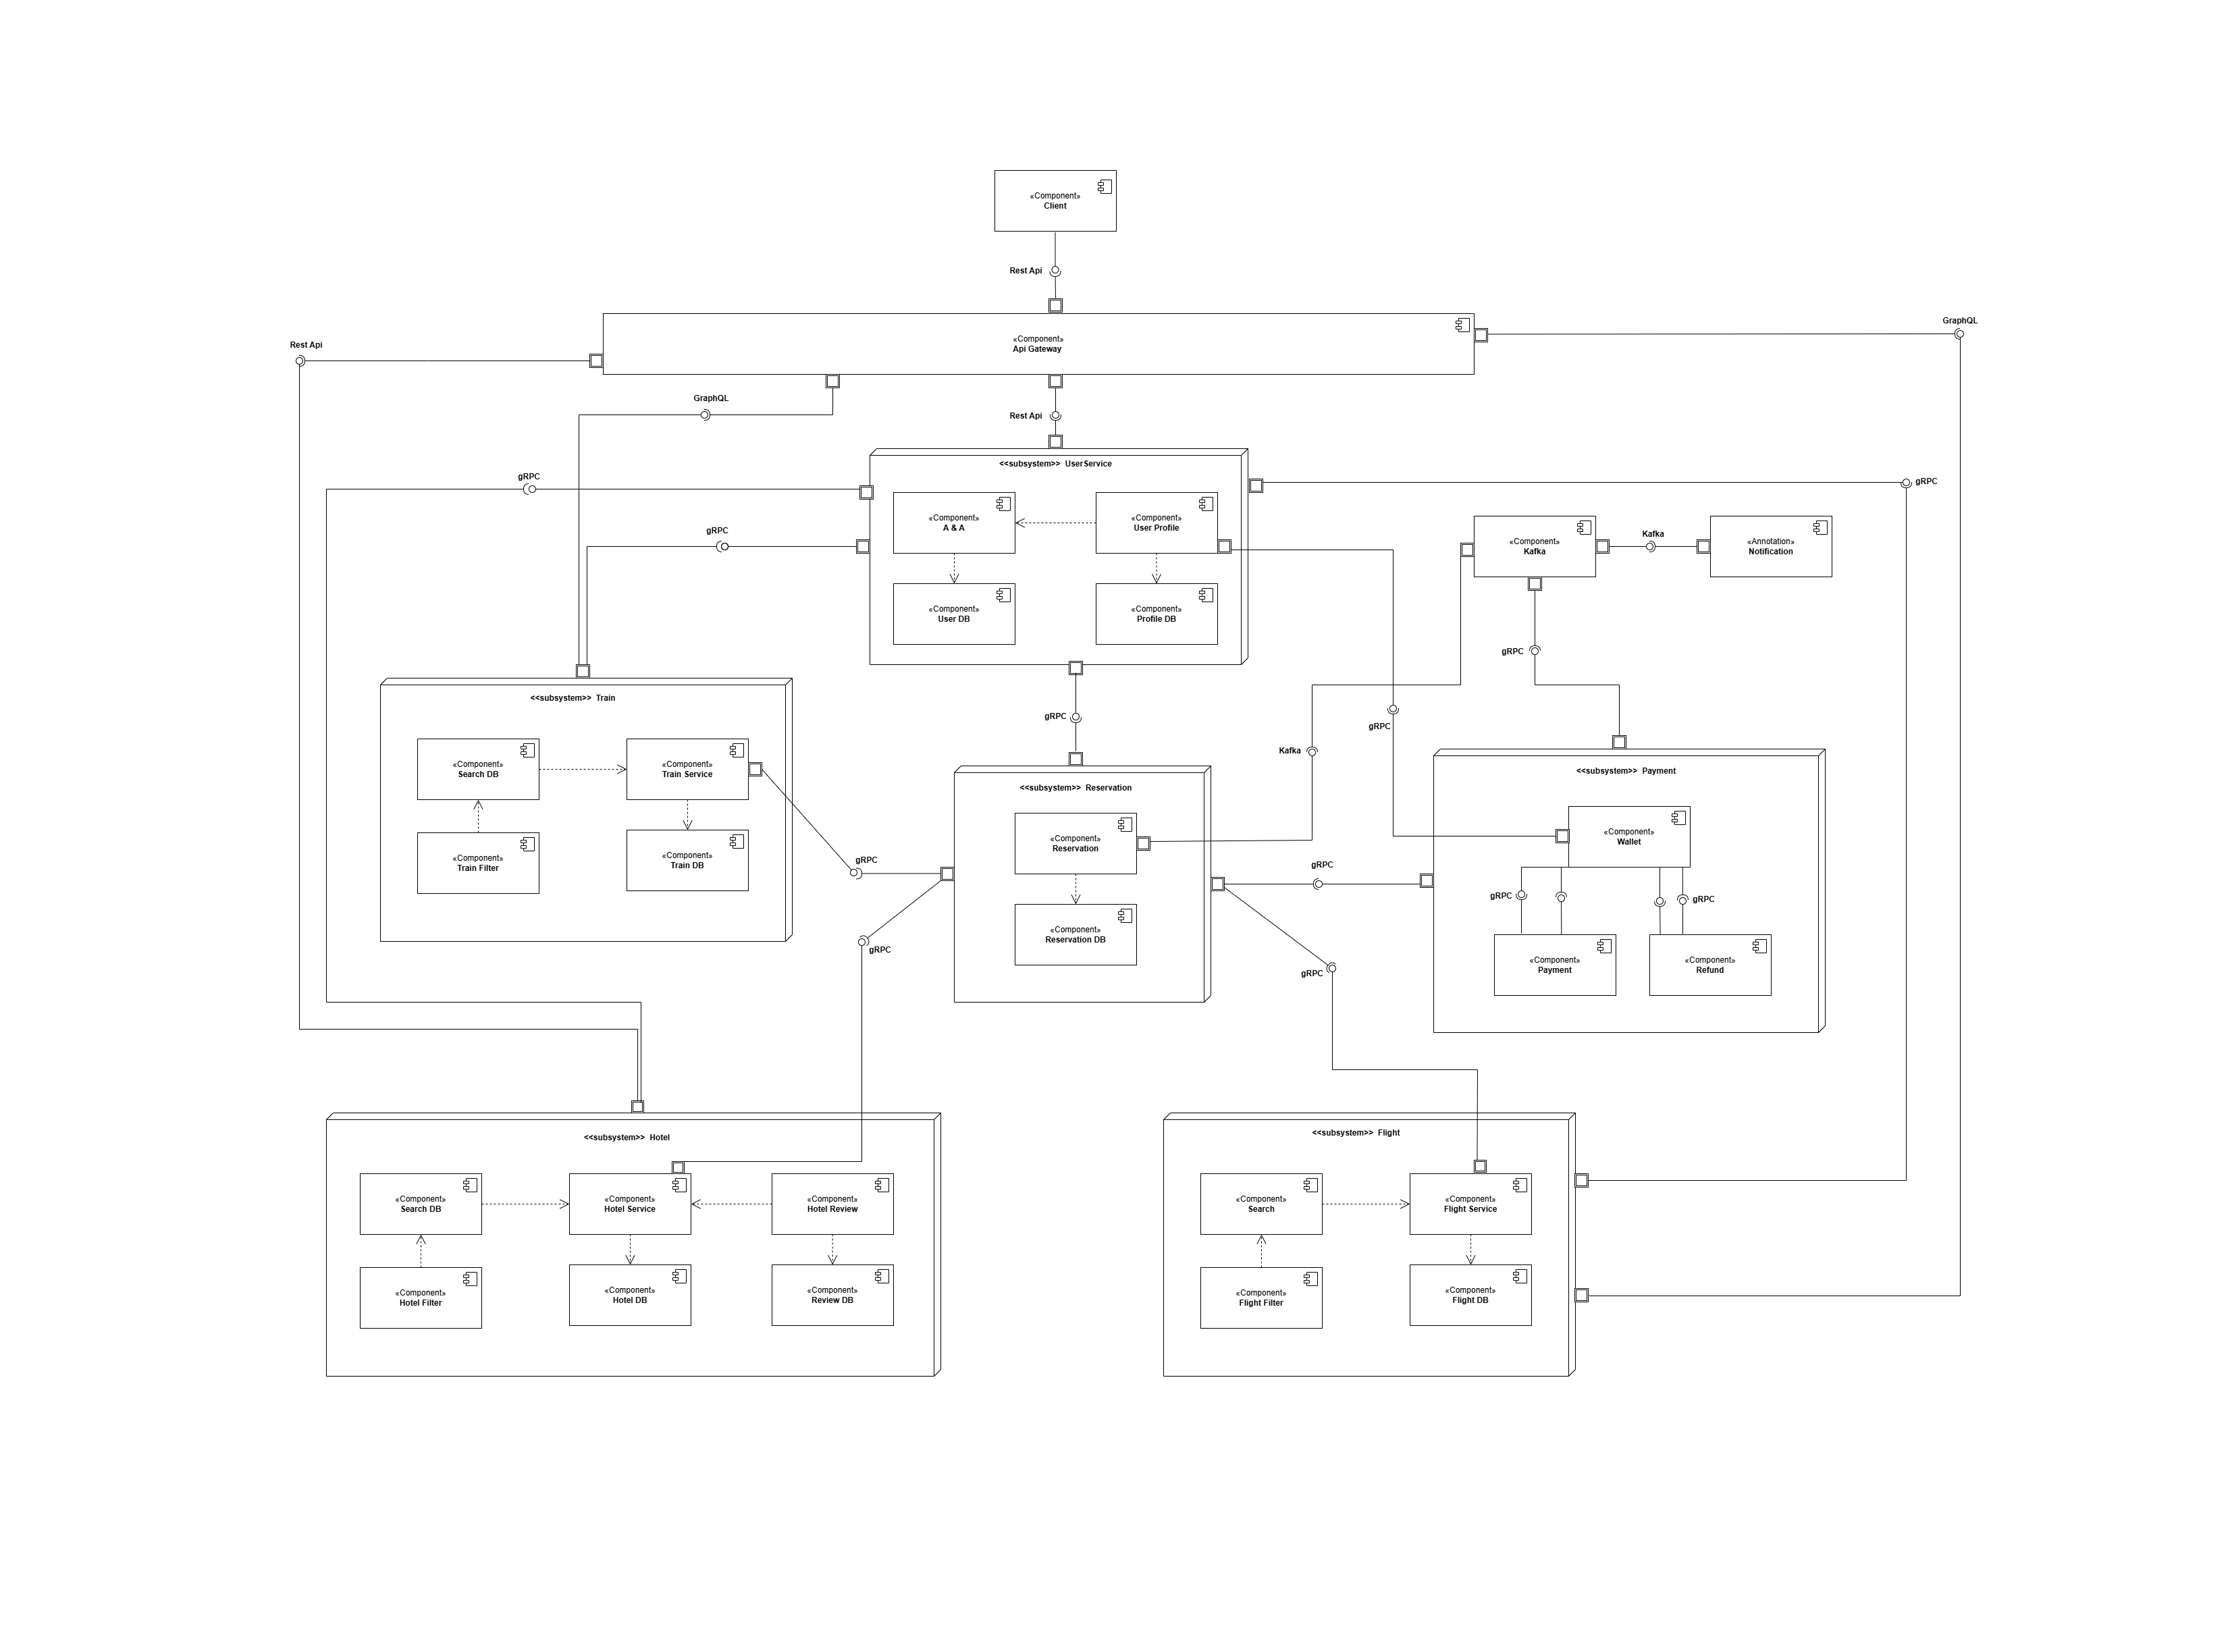 «Component»
Client
Rest Api
«Component»
Api Gateway
GraphQL
Rest Api
GraphQL
Rest Api
<<subsystem>> UserService
gRPC
gRPC
«Component»
A & A
«Component»
User Profile
gRPC
«Component»
User DB
«Component»
Profile DB
«Component»
Kafka
Kafka
«Annotation»
Notification
gRPC
<<subsystem>> Train
«Component»
Search DB
«Component»
Train Service
«Component»
Train Filter
«Component»
Train DB
gRPC
gRPC
Kafka
gRPC
gRPC
<<subsystem>> Reservation
«Component»
Reservation
«Component»
Reservation DB
gRPC
gRPC
<<subsystem>> Payment
«Component»
Wallet
gRPC
gRPC
«Component»
Payment
«Component»
Refund
<<subsystem>> Hotel
«Component»
Search DB
«Component»
Hotel Service
«Component»
Hotel Review
«Component»
Hotel Filter
«Component»
Hotel DB
«Component»
Review DB
<<subsystem>> Flight
«Component»
Search
«Component»
Flight Service
«Component»
Flight Filter
«Component»
Flight DB